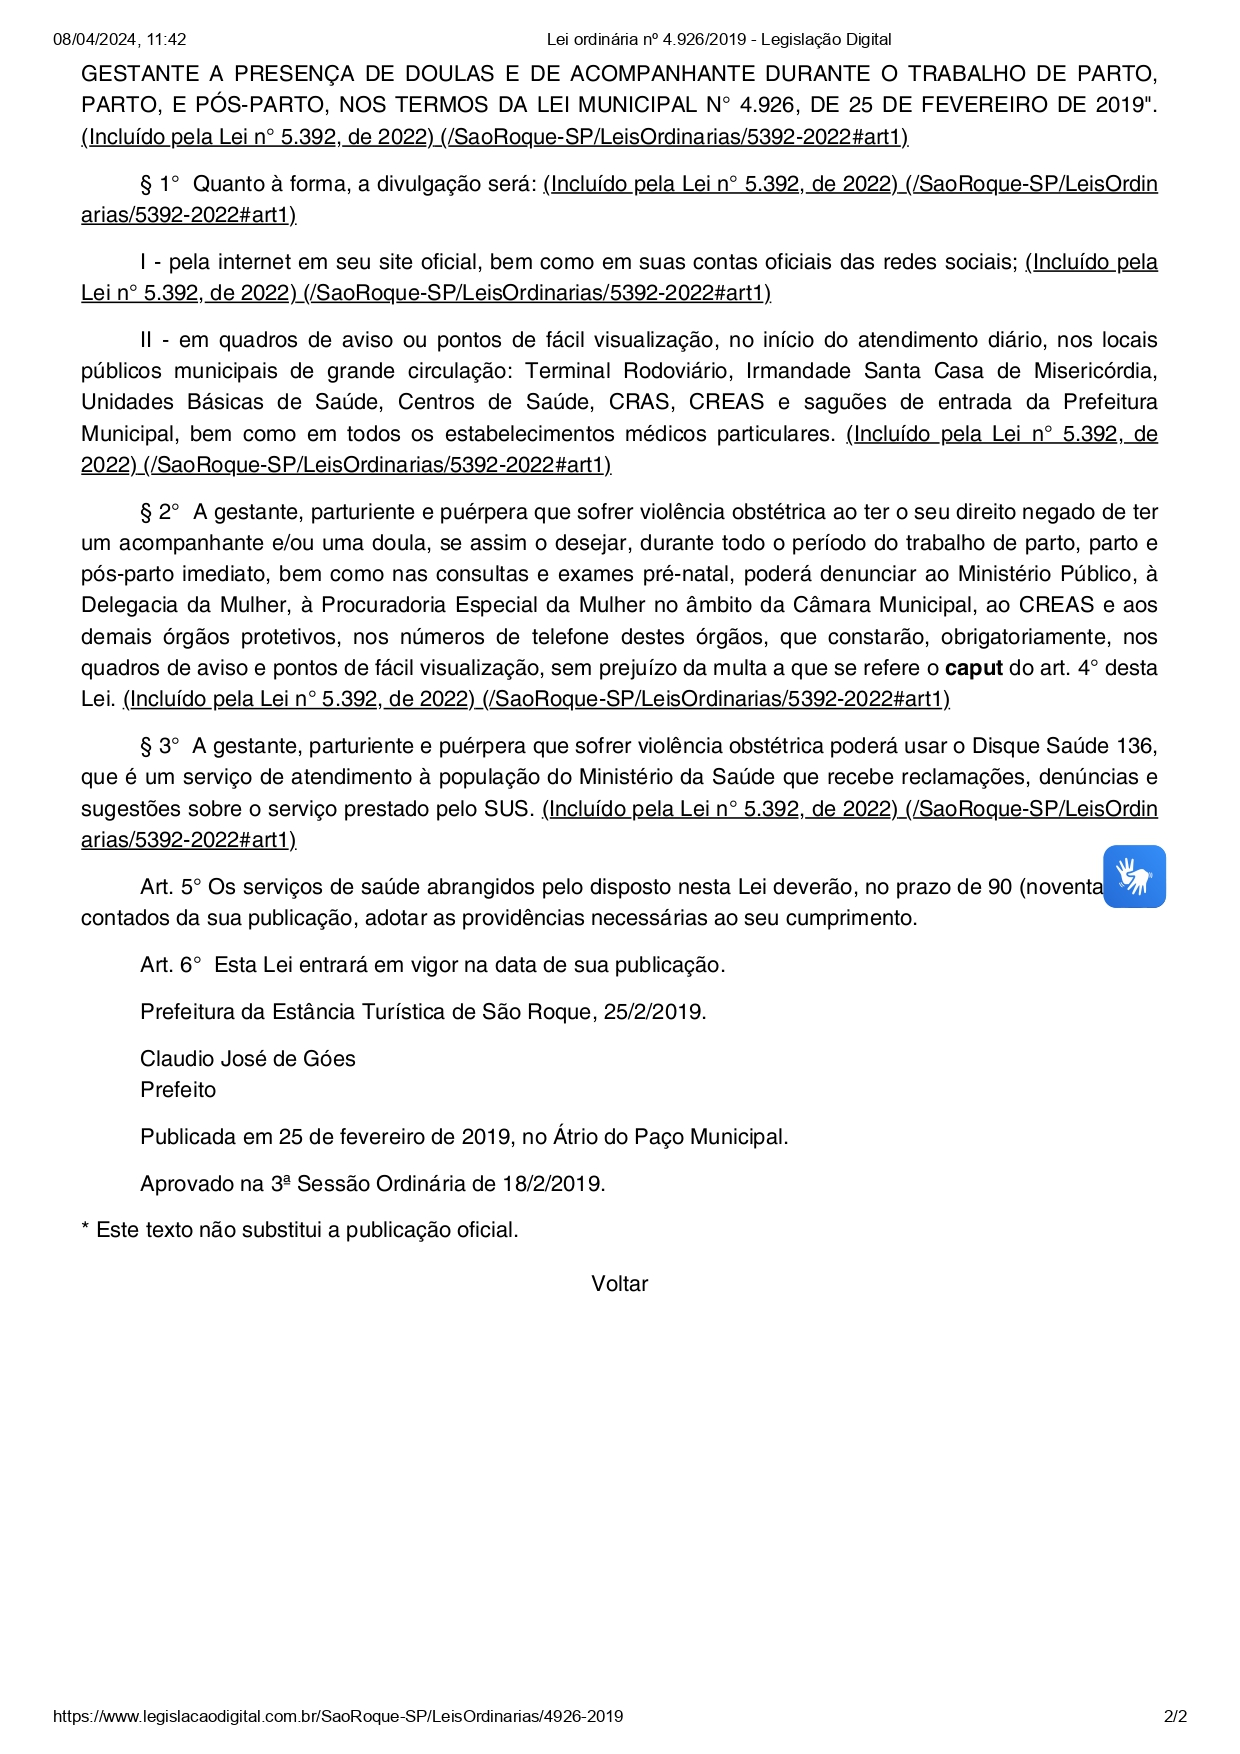 08/04/2024, 11:42 Lei ordinária nº 4.926/2019 - Legislação Digital
GESTANTE A PRESENÇA DE DOULAS E DE ACOMPANHANTE DURANTE O TRABALHO DE PARTO,
PARTO, E PÓS-PARTO, NOS TERMOS DA LEI MUNICIPAL N° 4.926, DE 25 DE FEVEREIRO DE 2019".
(Incluído pela Lei n° 5.392, de 2022) (/SaoRoque-SP/LeisOrdinarias/5392-2022#art1)
§ 1° Quanto à forma, a divulgação será: (Incluído pela Lei n° 5.392, de 2022) (/SaoRoque-SP/LeisOrdin
arias/5392-2022#art1)
I - pela internet em seu site oficial, bem como em suas contas oficiais das redes sociais; (Incluído pela
Lei n° 5.392, de 2022) (/SaoRoque-SP/LeisOrdinarias/5392-2022#art1)
II - em quadros de aviso ou pontos de fácil visualização, no início do atendimento diário, nos locais
públicos municipais de grande circulação: Terminal Rodoviário, Irmandade Santa Casa de Misericórdia,
Unidades Básicas de Saúde, Centros de Saúde, CRAS, CREAS e saguões de entrada da Prefeitura
Municipal, bem como em todos os estabelecimentos médicos particulares. (Incluído pela Lei n° 5.392, de
2022) (/SaoRoque-SP/LeisOrdinarias/5392-2022#art1)
§ 2° A gestante, parturiente e puérpera que sofrer violência obstétrica ao ter o seu direito negado de ter
um acompanhante e/ou uma doula, se assim o desejar, durante todo o período do trabalho de parto, parto e
pós-parto imediato, bem como nas consultas e exames pré-natal, poderá denunciar ao Ministério Público, à
Delegacia da Mulher, à Procuradoria Especial da Mulher no âmbito da Câmara Municipal, ao CREAS e aos
demais órgãos protetivos, nos números de telefone destes órgãos, que constarão, obrigatoriamente, nos
quadros de aviso e pontos de fácil visualização, sem prejuízo da multa a que se refere o caput do art. 4° desta
Lei. (Incluído pela Lei n° 5.392, de 2022) (/SaoRoque-SP/LeisOrdinarias/5392-2022#art1)
§ 3° A gestante, parturiente e puérpera que sofrer violência obstétrica poderá usar o Disque Saúde 136,
que é um serviço de atendimento à população do Ministério da Saúde que recebe reclamações, denúncias e
sugestões sobre o serviço prestado pelo SUS. (Incluído pela Lei n° 5.392, de 2022) (/SaoRoque-SP/LeisOrdin
arias/5392-2022#art1)
Art. 5° Os serviços de saúde abrangidos pelo disposto nesta Lei deverão, no prazo de 90 (noventa
contados da sua publicação, adotar as providências necessárias ao seu cumprimento.
Art. 6° Esta Lei entrará em vigor na data de sua publicação.
Prefeitura da Estância Turística de São Roque, 25/2/2019.
Claudio José de Góes
Prefeito
Publicada em 25 de fevereiro de 2019, no Átrio do Paço Municipal.
Aprovado na 3ª Sessão Ordinária de 18/2/2019.
* Este texto não substitui a publicação oficial.
Voltar
https://www.legislacaodigital.com.br/SaoRoque-SP/LeisOrdinarias/4926-2019 2/2